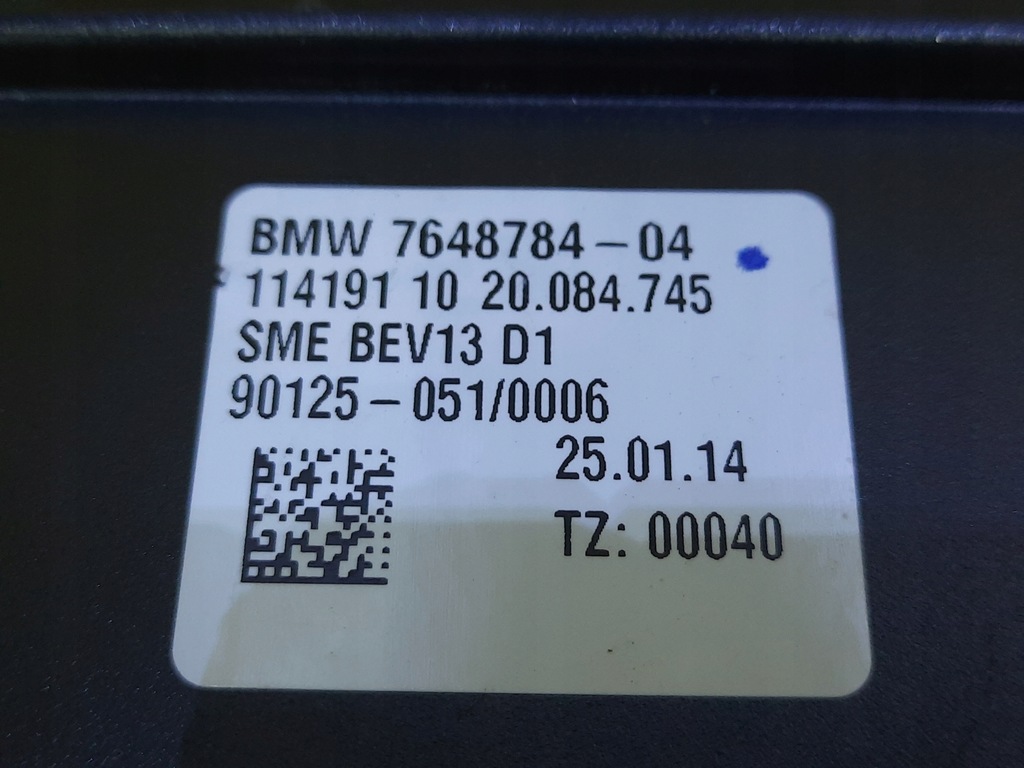 BMW 7648784-04
114191 10 20.084.745
SME BEV13 D1
90125-051/0006
25.01.14
TZ: 00040